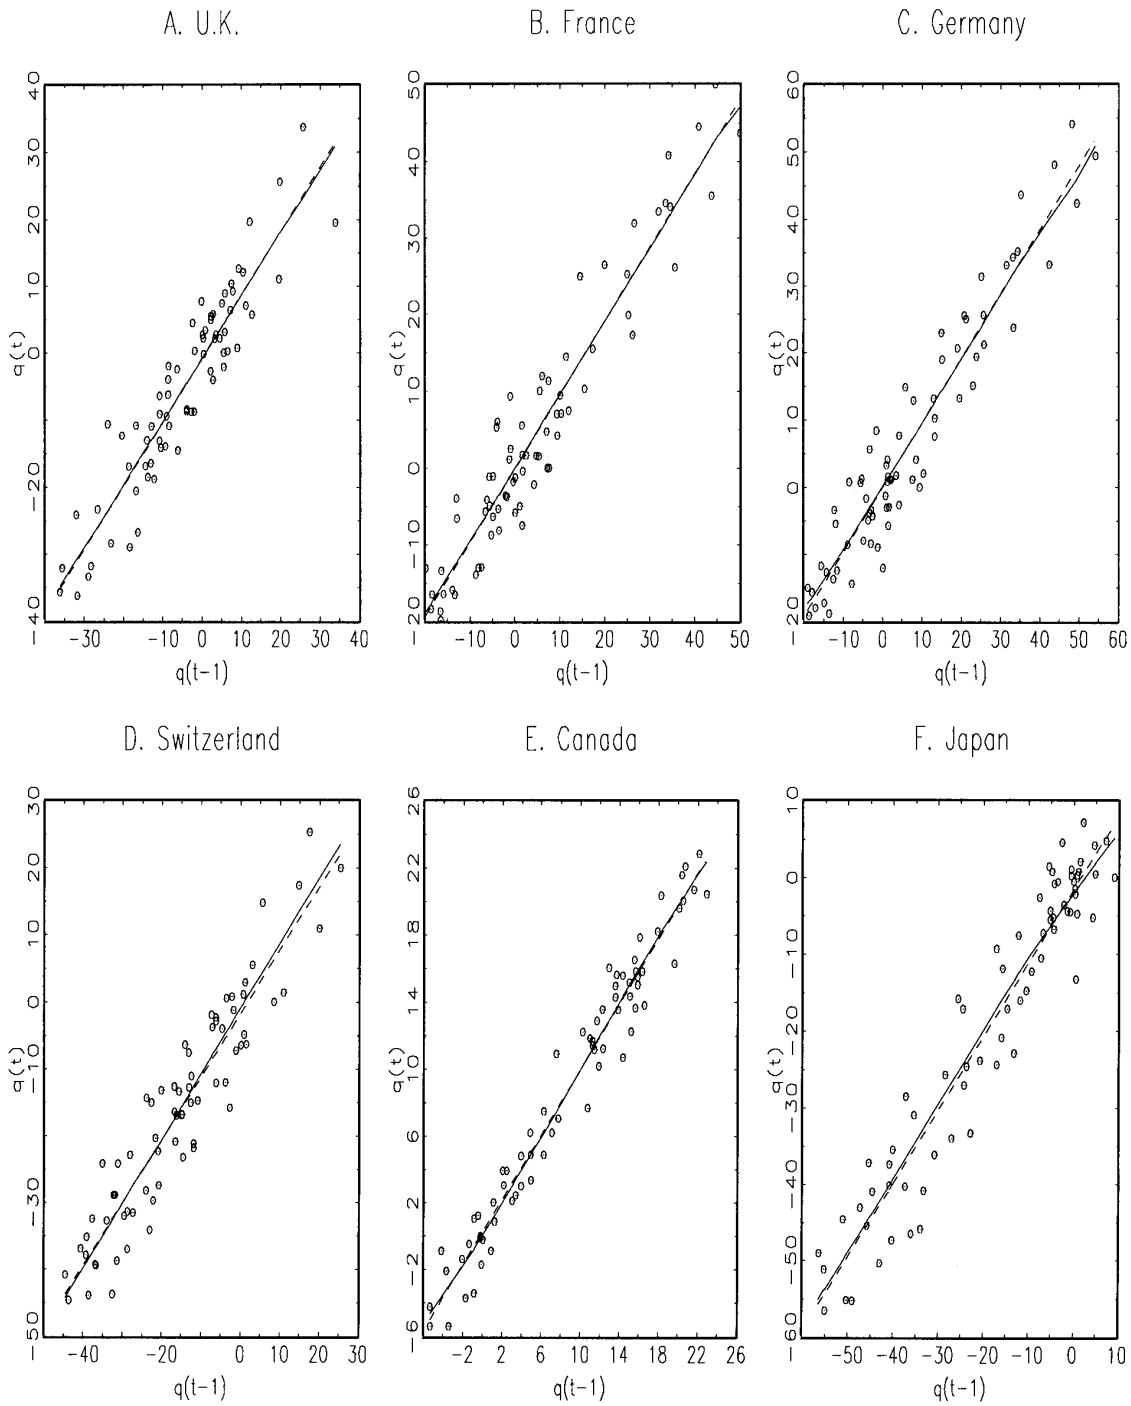 A. U.K.
40
30
20
10
0
-20
-40
q(t)
-30 -10 0 10 20 30 40
q(t-1)
B. France
50
40
30
20
10
0
-10
-20
q(t)
-10 0 10 20 30 40 50
q(t-1)
C. Germany
60
50
40
30
20
10
0
-20
q(t)
-10 0 10 20 30 40 50 60
q(t-1)
D. Switzerland
30
20
10
0
-10
-30
-50
q(t)
-40 -20 0 10 20 30
q(t-1)
E. Canada
26
22
18
14
10
6
2
-2
-6
q(t)
-2 2 6 10 14 18 22 26
q(t-1)
F. Japan
10
0
-10
-20
-30
-40
-50
-60
q(t)
-50 -40 -30 -20 -10 0 10
q(t-1)